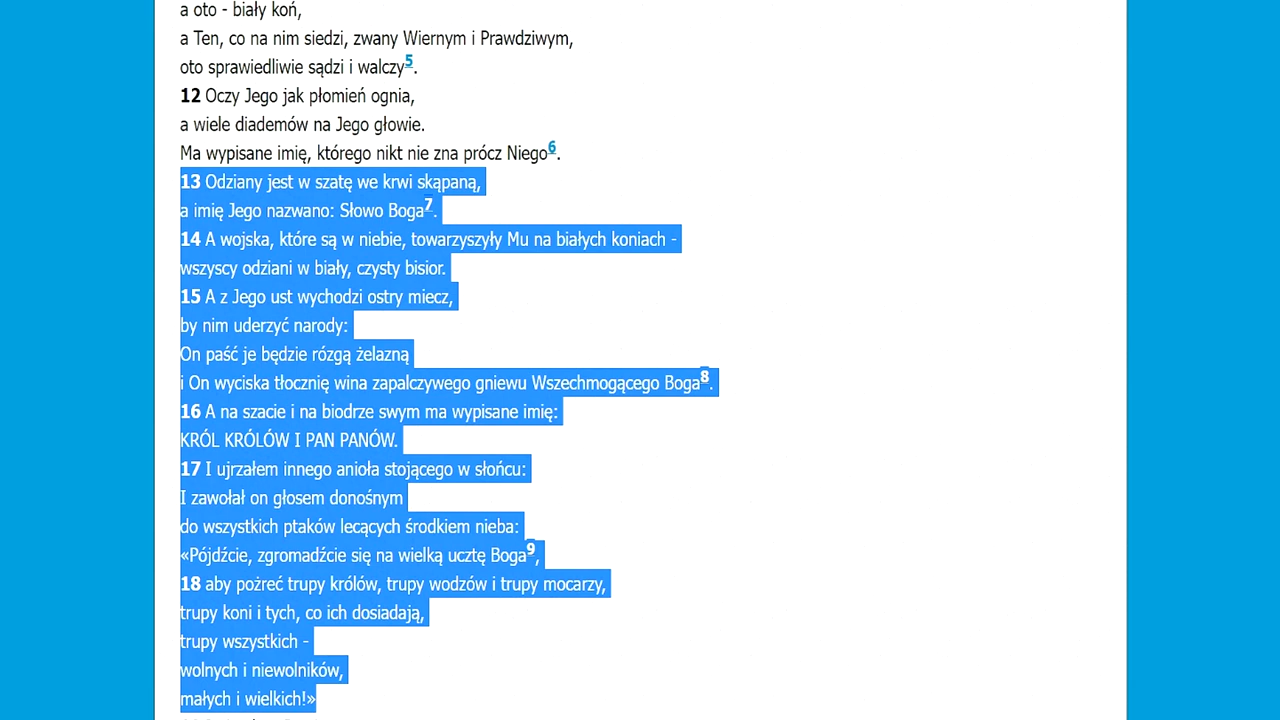 a oto - biały koń,
a Ten, co na nim siedzi, zwany Wiernym i Prawdziwym,
oto sprawiedliwie sądzi i walczy5.
12 Oczy Jego jak płomień ognia,
a wiele diademów na Jego głowie.
Ma wypisane imię, którego nikt nie zna prócz Niego6.
13 Odziany jest w szatę we krwi skąpaną,
a imię Jego nazwano: Słowo Boga7.
14 A wojska, które są w niebie, towarzyszyły Mu na białych koniach -
wszyscy odziani w biały, czysty bisior.
15 A z Jego ust wychodzi ostry miecz,
by nim uderzyć narody:
On paść je będzie rózgą żelazną
i On wyciska tłocznię wina zapalczywego gniewu Wszechmogącego Boga8.
16 A na szacie i na biodrze swym ma wypisane imię:
KRÓL KRÓLÓW I PAN PANÓW.
17 I ujrzałem innego anioła stojącego w słońcu:
I zawołał on głosem donośnym
do wszystkich ptaków lecących środkiem nieba:
«Pójdźcie, zgromadźcie się na wielką ucztę Boga9,
18 aby pożreć trupy królów, trupy wodzów i trupy mocarzy,
trupy koni i tych, co ich dosiadają,
trupy wszystkich -
wolnych i niewolników,
małych i wielkich!»